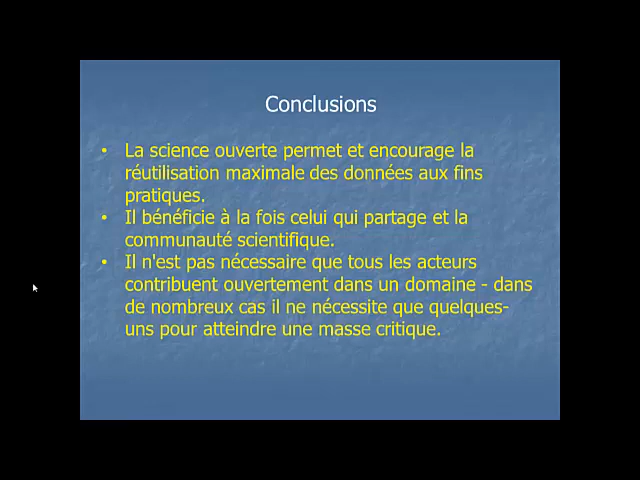 Conclusions
• La science ouverte permet et encourage la
réutilisation maximale des données aux fins
pratiques.
• Il bénéficie à la fois celui qui partage et la
communauté scientifique.
• Il n'est pas nécessaire que tous les acteurs
contribuent ouvertement dans un domaine - dans
de nombreux cas il ne nécessite que quelques-
uns pour atteindre une masse critique.